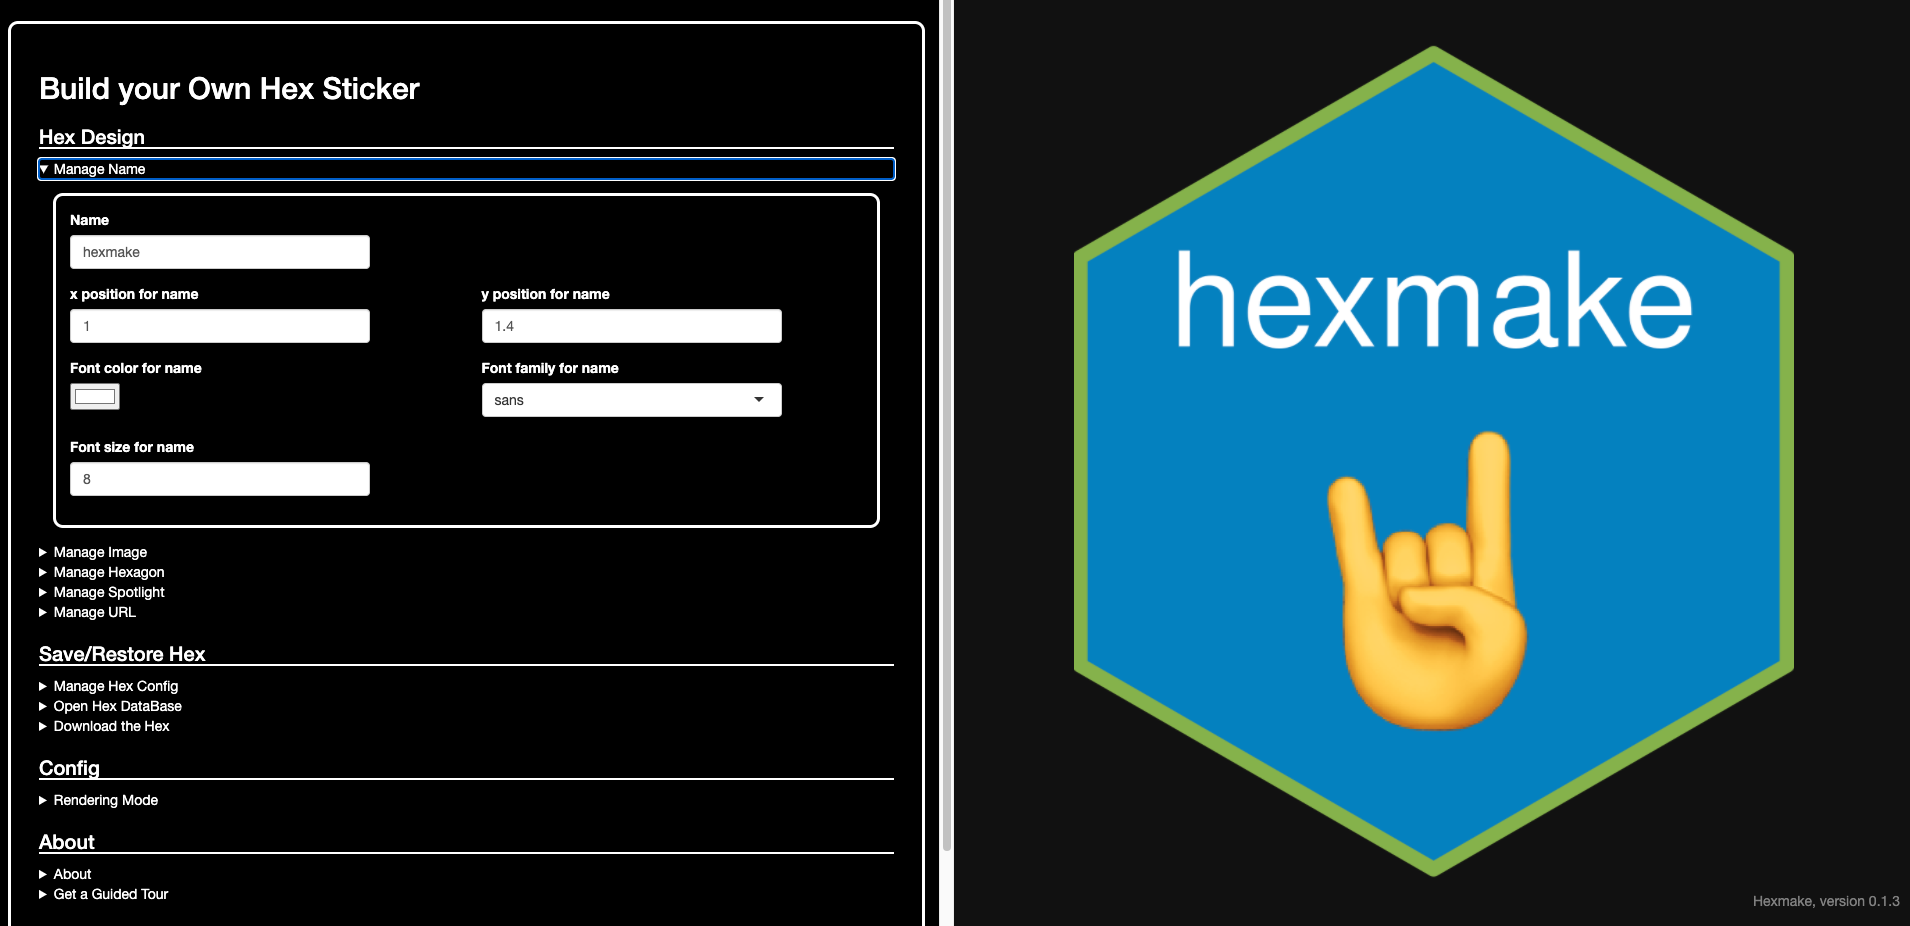 Build your Own Hex Sticker
Hex Design
Manage Name
Name
hexmake
x position for name
y position for name
1
1.4
Font color for name
Font family for name
sans
Font size for name
8
Manage Image
Manage Hexagon
Manage Spotlight
Manage URL
Save/Restore Hex
Manage Hex Config
Open Hex DataBase
Download the Hex
Config
Rendering Mode
About
About
Get a Guided Tour
hexmake
Hexmake, version 0.1.3